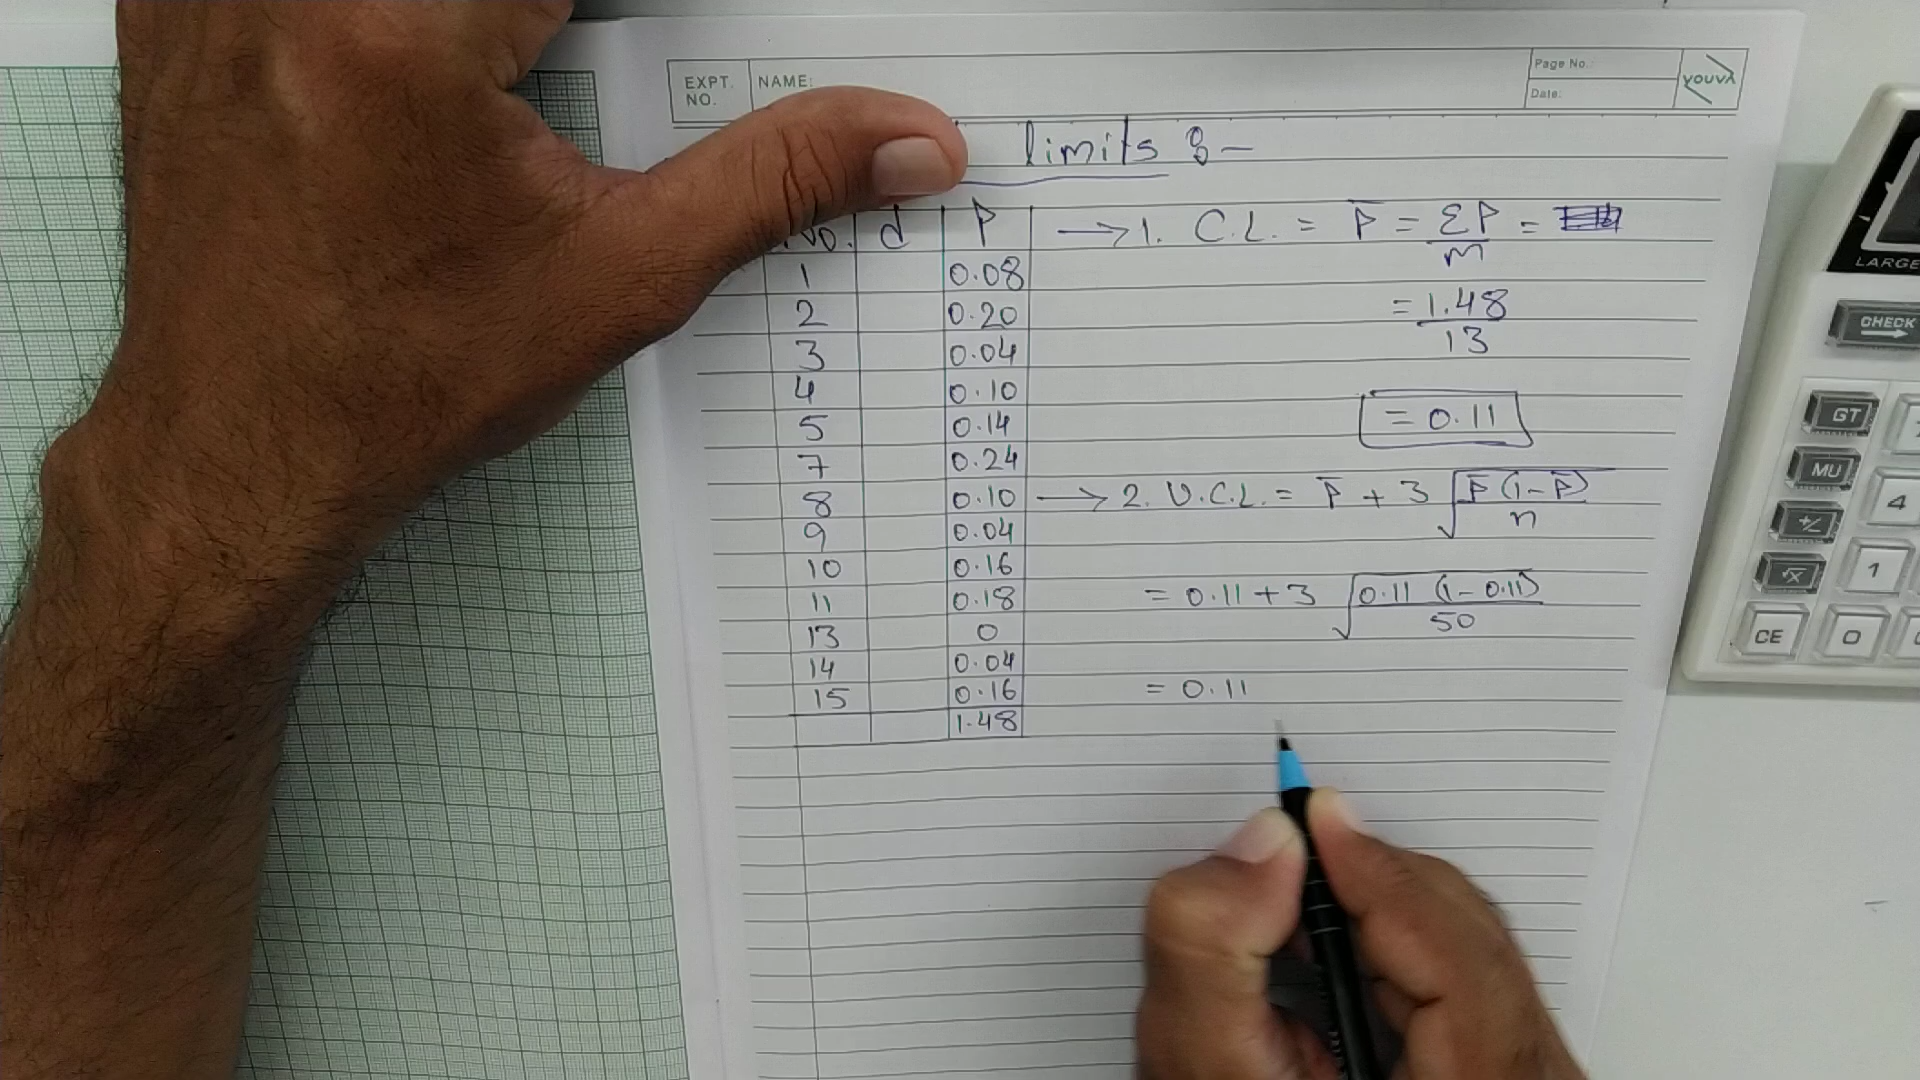 EXPT. NO. NAME: Page No.: Date: youva
limits :-
No. d P
1 0.08
2 0.20
3 0.04
4 0.10
5 0.14
7 0.24
8 0.10
9 0.04
10 0.16
11 0.18
13 0
14 0.04
15 0.16
1.48
→ 1. C.L. = P̅ = ΣP/m =
= 1.48/13
= 0.11
→ 2. U.C.L. = P̅ + 3 √(P̅ (1-P̅)/n)
= 0.11 + 3 √(0.11 (1-0.11)/50)
= 0.11
LARGE
CHECK
GT
MU
4
+/-
1
√x
CE
0